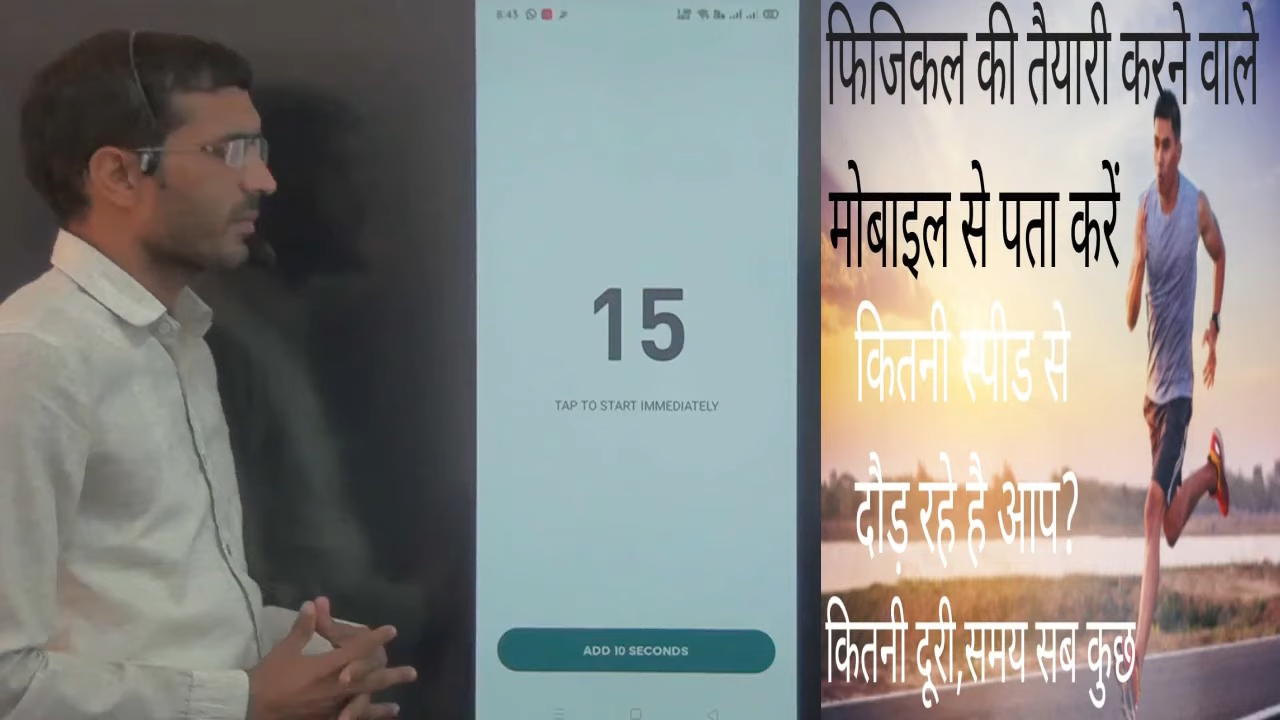 8:43
15
TAP TO START IMMEDIATELY
ADD 10 SECONDS
फिजिकल की तैयारी करने वाले
मोबाइल से पता करें
कितनी स्पीड से
दौड़ रहे है आप?
कितनी दूरी,समय सब कुछ